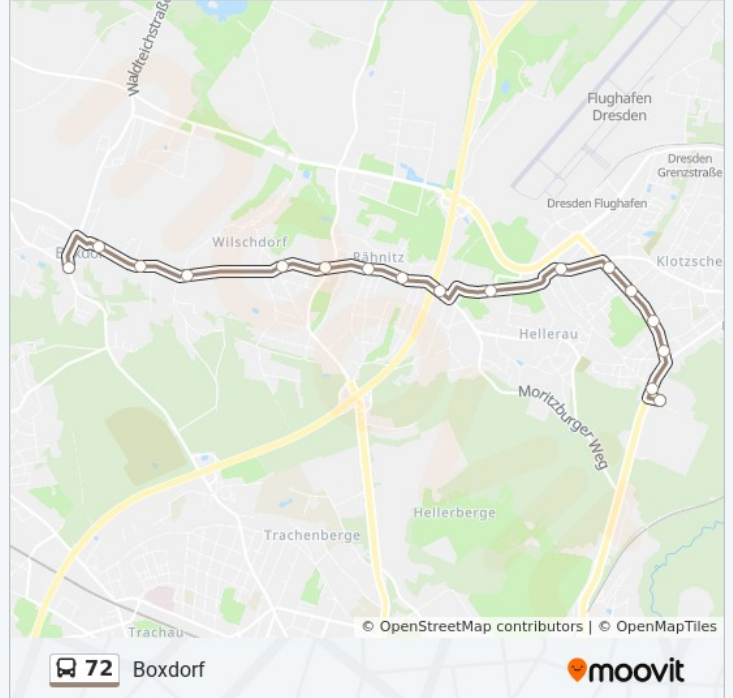 Waldteichstraße
Flughafen
Dresden
Dresden
Grenzstraße
Dresden Flughafen
Wilschdorf
Boxdorf
Rähnitz
Klotzsche
Hellerau
Moritzburger Weg
Hellerberge
Trachenberge
Trachau
© OpenStreetMap contributors | © OpenMapTiles
72 Boxdorf
moovit